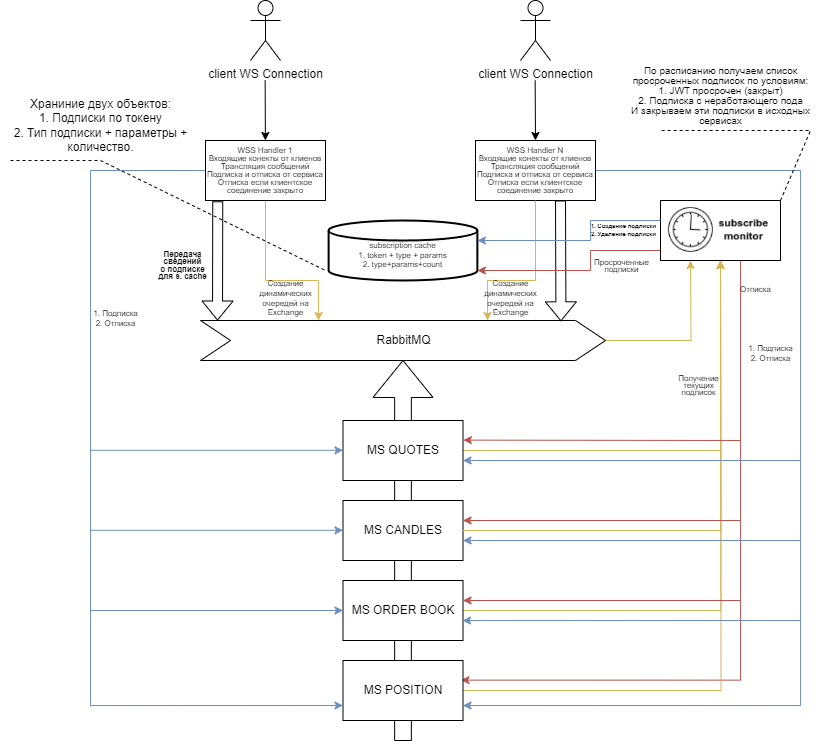 client WS Connection
client WS Connection
По расписанию получаем список
просроченных подписок по условиям:
1. JWT просрочен (закрыт)
2. Подписка с неработающего пода
И закрываем эти подписки в исходных
сервисах
Храниние двух объектов:
1. Подписки по токену
2. Тип подписки + параметры +
количество.
WSS Handler 1
Входящие конекты от клиенов
Трансляция сообщений
Подписка и отписка от сервиса
Отписка если клиентское
соединение закрыто
WSS Handler N
Входящие конекты от клиенов
Трансляция сообщений
Подписка и отписка от сервиса
Отписка если клиентское
соединение закрыто
subscribe
monitor
1. Создание подписки
2. Удаление подписки
subscription cache
1. token + type + params
2. type+params+count
Передача
сведений
о подписке
для s. cache
Просроченные
подписки
Создание
динамических
очередей на
Exchange
Создание
динамических
очередей на
Exchange
Отписка
1. Подписка
2. Отписка
RabbitMQ
1. Подписка
2. Отписка
Получение
текущих
подписок
MS QUOTES
MS CANDLES
MS ORDER BOOK
MS POSITION